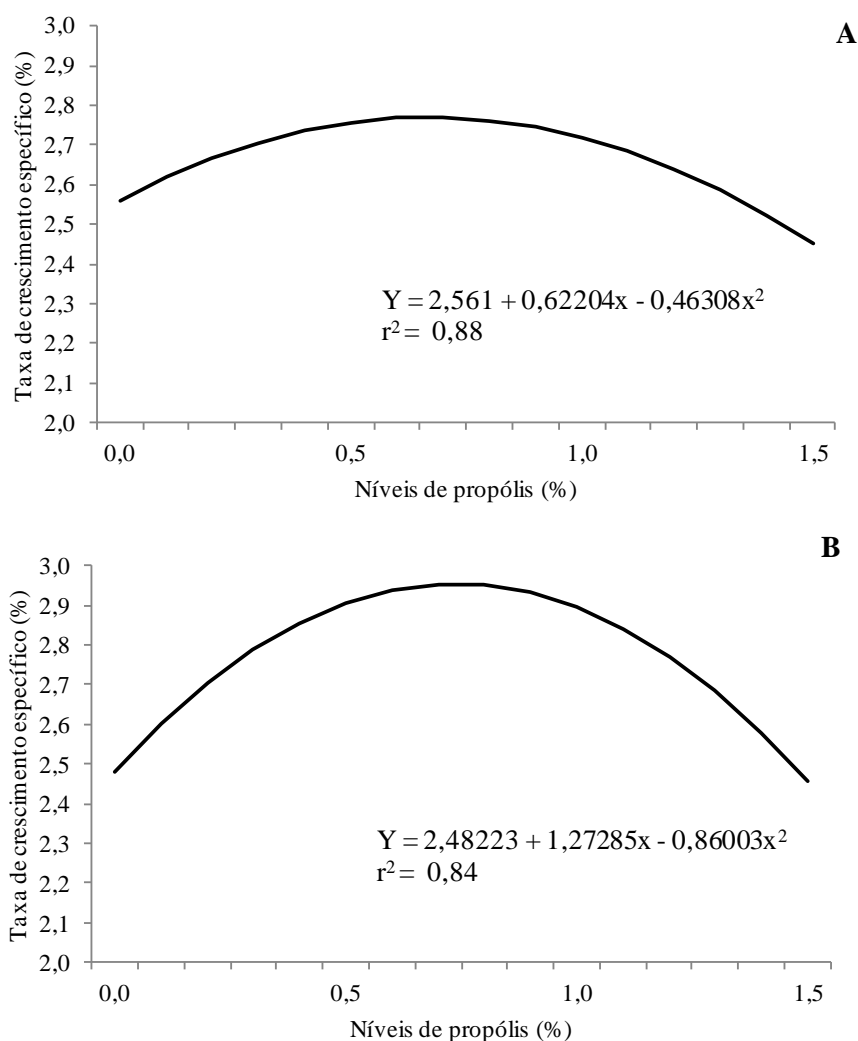 A
Taxa de crescimento específico (%)
3,0
2,9
2,8
2,7
2,6
2,5
2,4
2,3
2,2
2,1
2,0
Y = 2,561 + 0,62204x - 0,46308x²
r² = 0,88
0,0 0,5 1,0 1,5
Níveis de propólis (%)
B
Taxa de crescimento específico (%)
3,0
2,9
2,8
2,7
2,6
2,5
2,4
2,3
2,2
2,1
2,0
Y = 2,48223 + 1,27285x - 0,86003x²
r² = 0,84
0,0 0,5 1,0 1,5
Níveis de propólis (%)